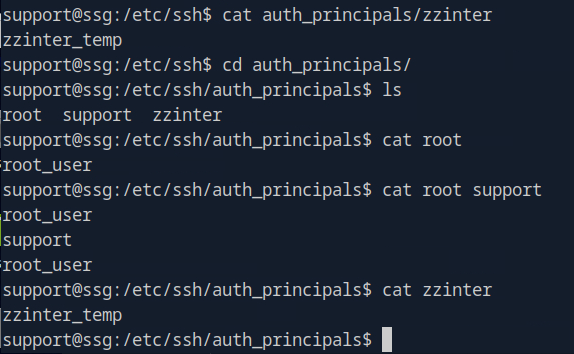 support@ssg:/etc/ssh$ cat auth_principals/zzinter
zzinter_temp
support@ssg:/etc/ssh$ cd auth_principals/
support@ssg:/etc/ssh/auth_principals$ ls
root  support  zzinter
support@ssg:/etc/ssh/auth_principals$ cat root
root_user
support@ssg:/etc/ssh/auth_principals$ cat root support
root_user
support
root_user
support@ssg:/etc/ssh/auth_principals$ cat zzinter
zzinter_temp
support@ssg:/etc/ssh/auth_principals$